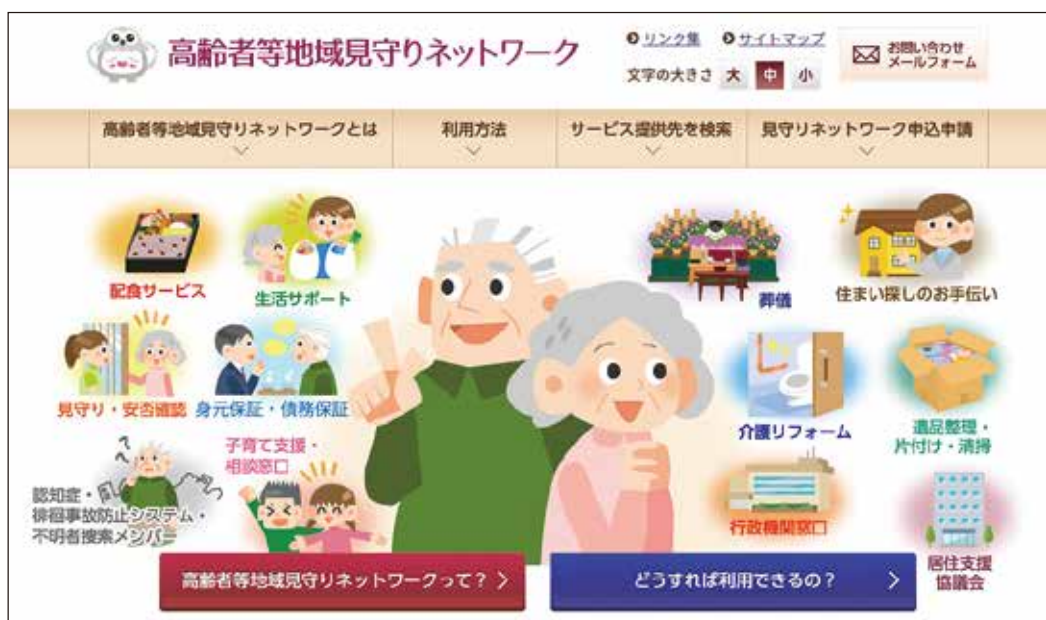 高齢者等地域見守りネットワーク
リンク集 サイトマップ
文字の大きさ 大 中 小
お問い合わせ
メールフォーム
高齢者等地域見守りネットワークとは 利用方法 サービス提供先を検索 見守りネットワーク申込申請
配食サービス
生活サポート
葬儀
住まい探しのお手伝い
見守り・安否確認
身元保証・債務保証
介護リフォーム
遺品整理・
片付け・清掃
認知症・
徘徊事故防止システム・
不明者捜索メンバー
子育て支援・
相談窓口
行政機関窓口
居住支援
協議会
高齢者等地域見守りネットワークって?
どうすれば利用できるの?